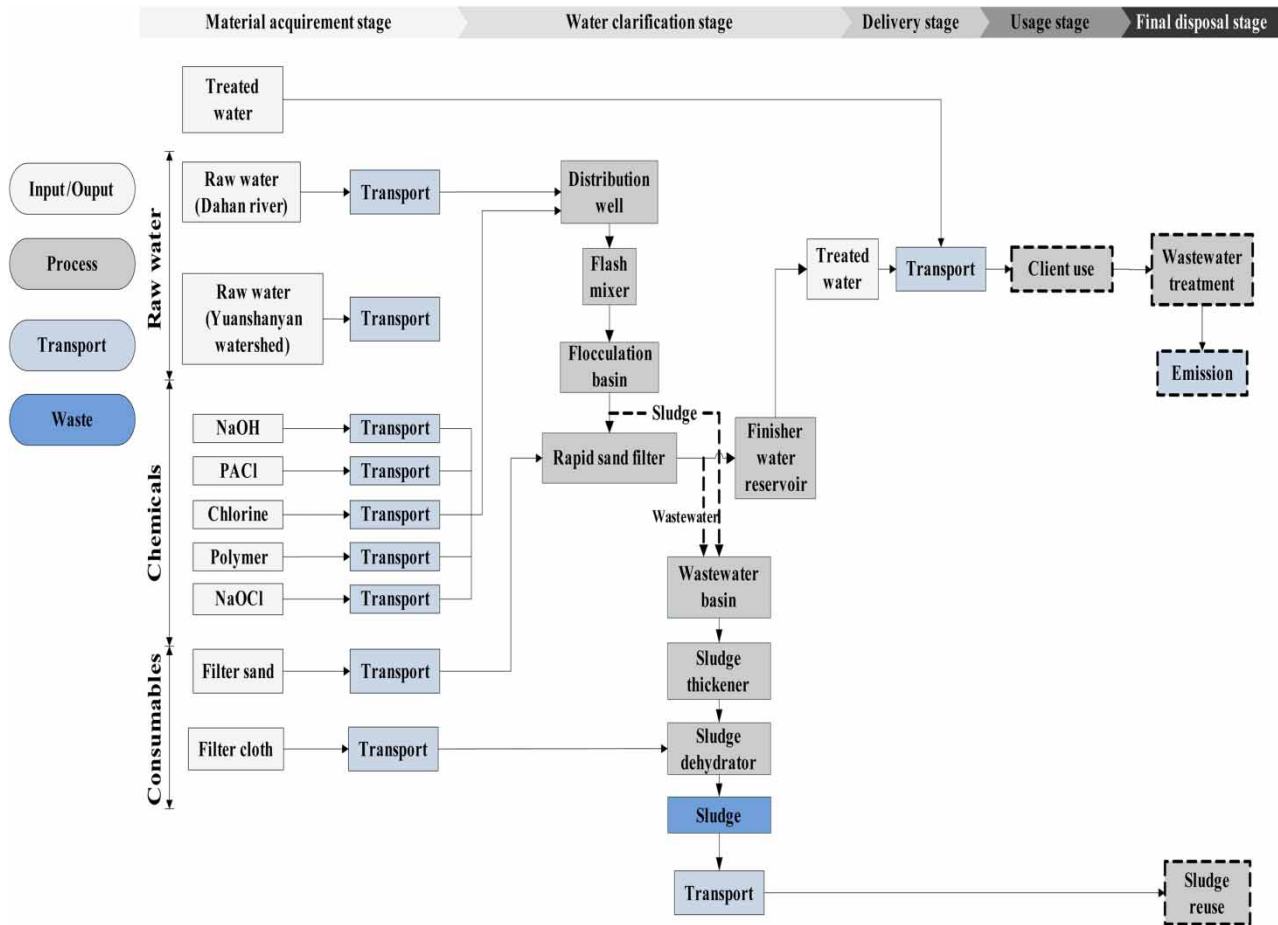 Material acquirement stage
Water clarification stage
Delivery stage
Usage stage
Final disposal stage
Treated
water
Input/Ouput
Process
Transport
Waste
Raw water
Chemicals
Consumables
Raw water
(Dahan river)
Transport
Raw water
(Yuanshanyan
watershed)
Transport
NaOH
Transport
PACl
Transport
Chlorine
Transport
Polymer
Transport
NaOCl
Transport
Filter sand
Transport
Filter cloth
Transport
Distribution
well
Flash
mixer
Flocculation
basin
Sludge
Rapid sand filter
Finisher
water
reservoir
Wastewater
Wastewater
basin
Sludge
thickener
Sludge
dehydrator
Sludge
Transport
Treated
water
Transport
Client use
Wastewater
treatment
Emission
Sludge
reuse